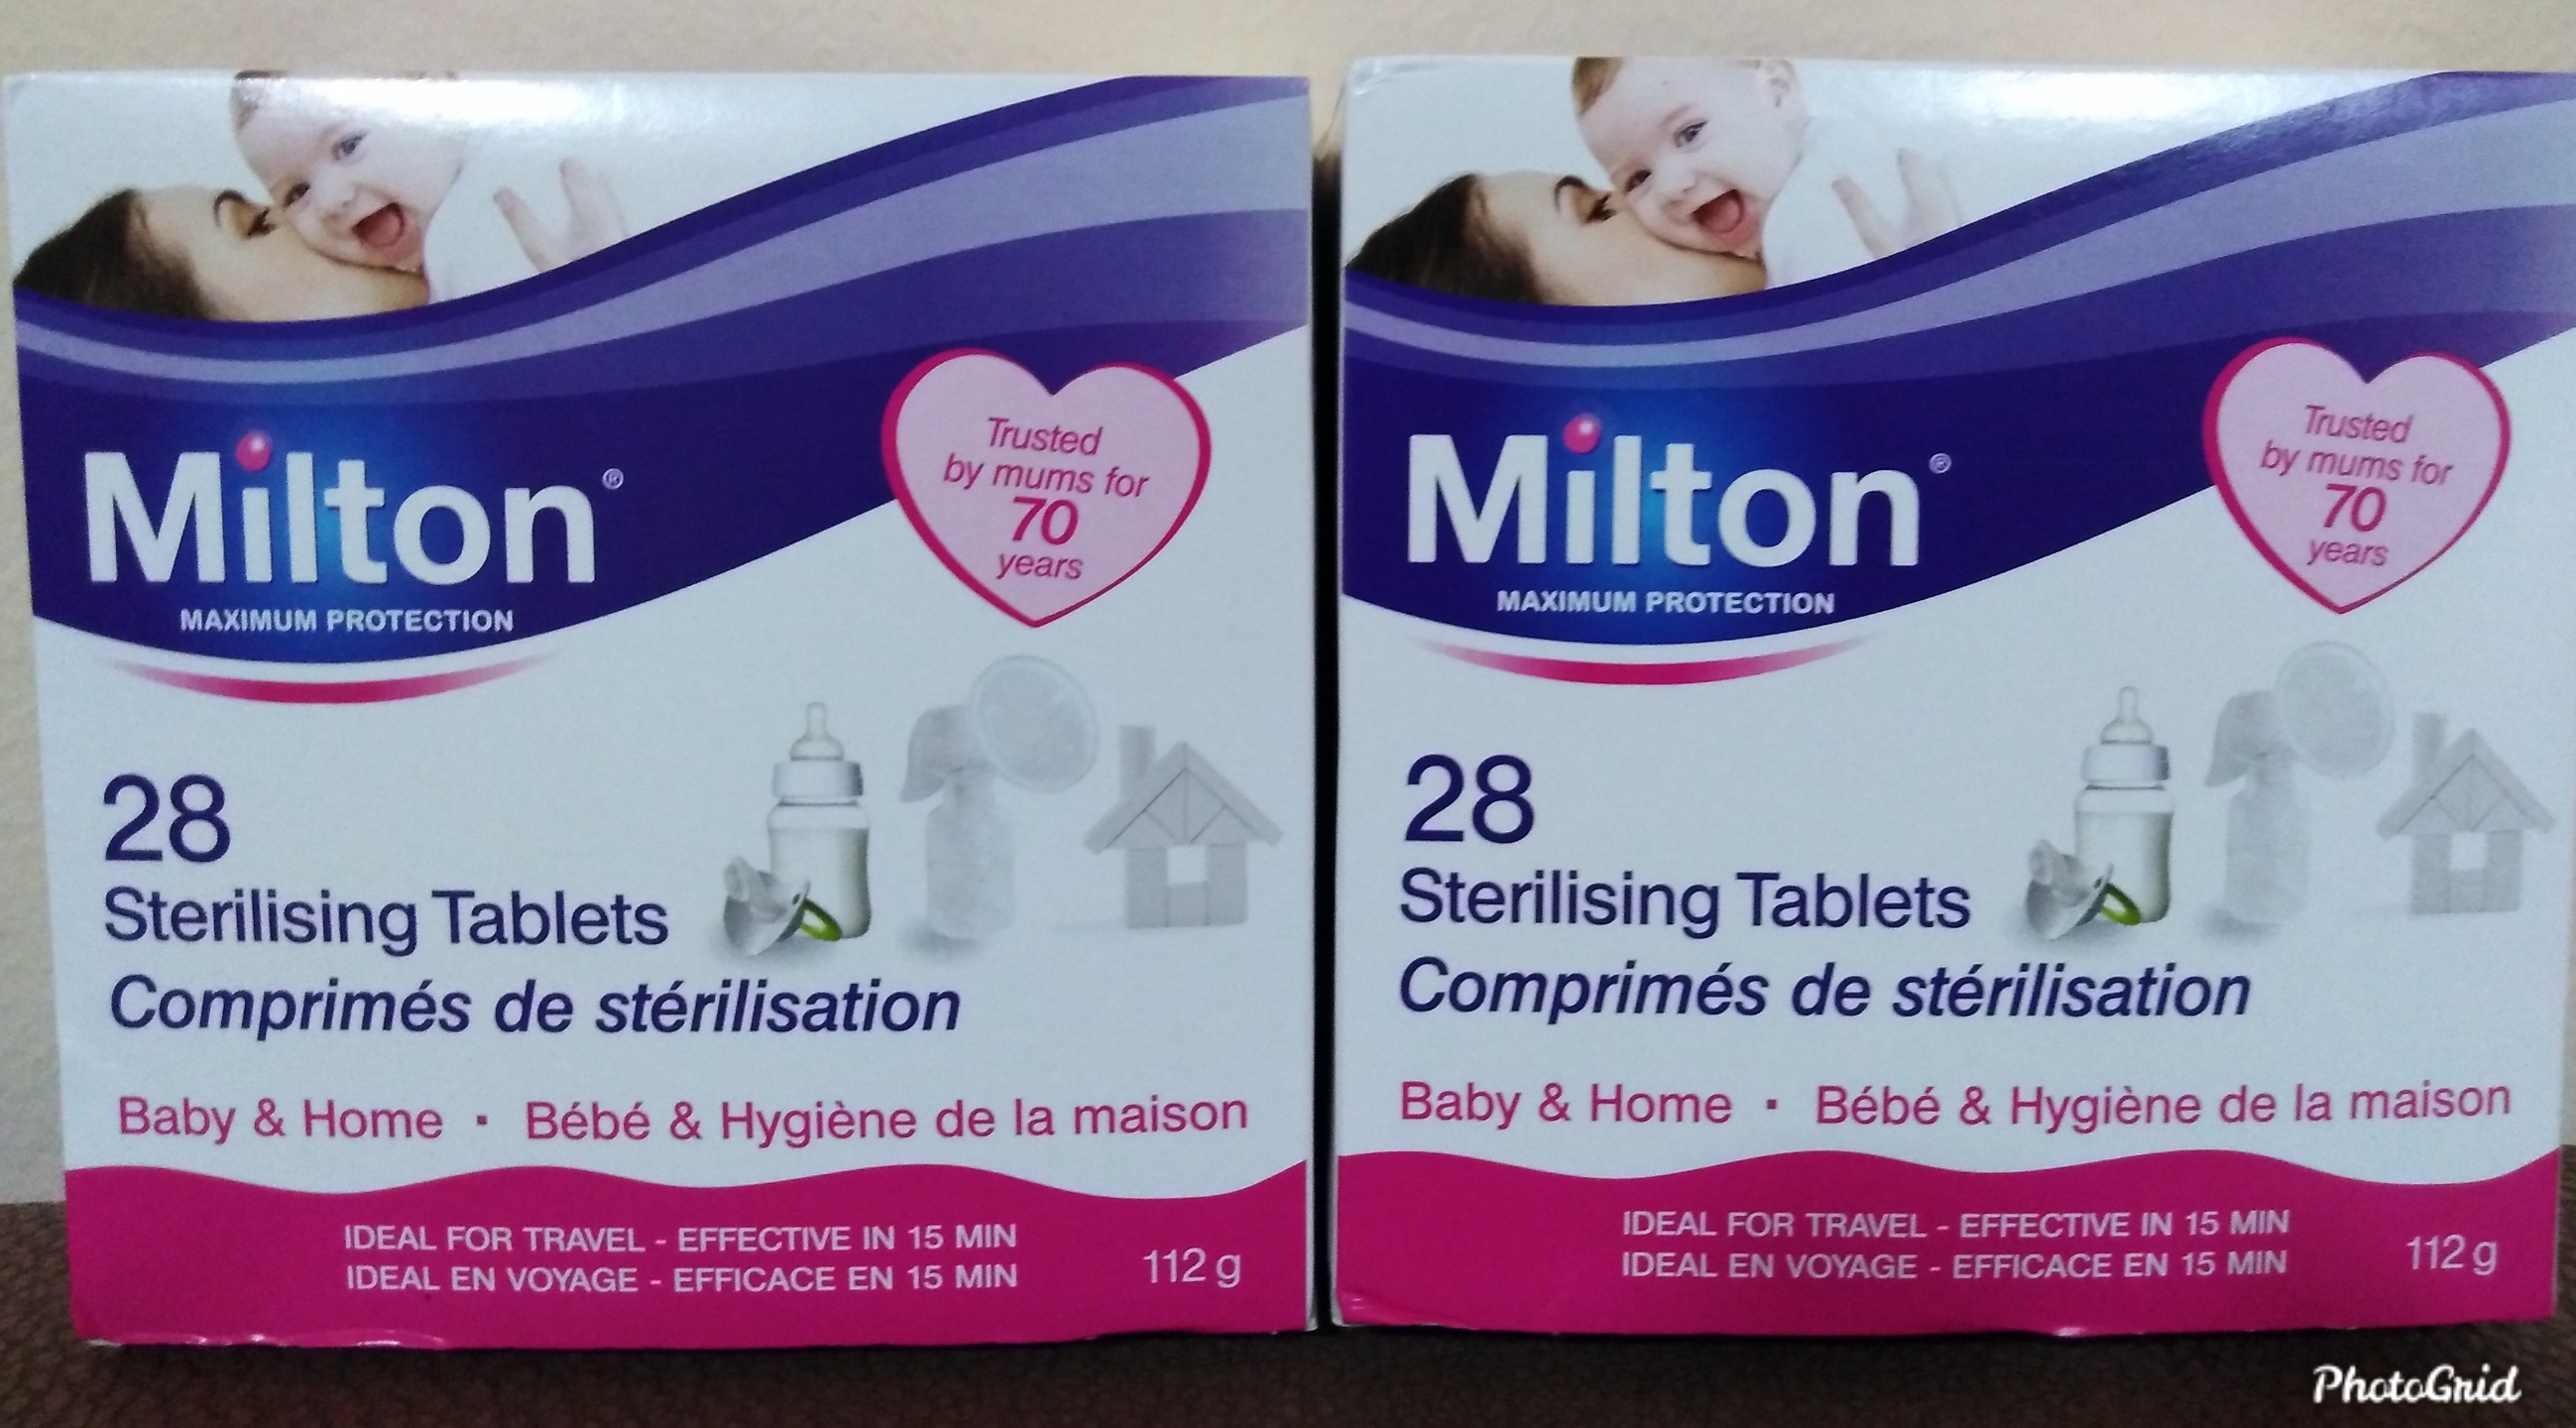 Milton®
MAXIMUM PROTECTION
Trusted
by mums for
70
years
28
Sterilising Tablets
Comprimés de stérilisation
Baby & Home · Bébé & Hygiène de la maison
IDEAL FOR TRAVEL - EFFECTIVE IN 15 MIN
IDEAL EN VOYAGE - EFFICACE EN 15 MIN
112 g
Milton®
MAXIMUM PROTECTION
Trusted
by mums for
70
years
28
Sterilising Tablets
Comprimés de stérilisation
Baby & Home · Bébé & Hygiène de la maison
IDEAL FOR TRAVEL - EFFECTIVE IN 15 MIN
IDEAL EN VOYAGE - EFFICACE EN 15 MIN
112 g
PhotoGrid